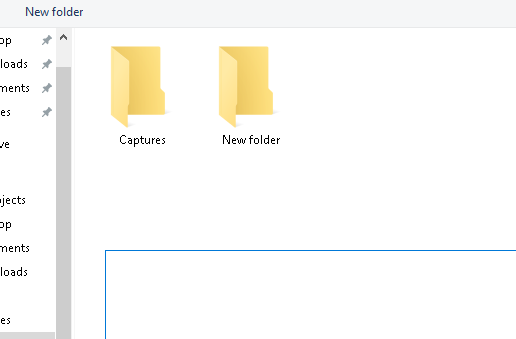 New folder
op
loads
ments
es
ve
jects
op
ments
loads
es
Captures
New folder